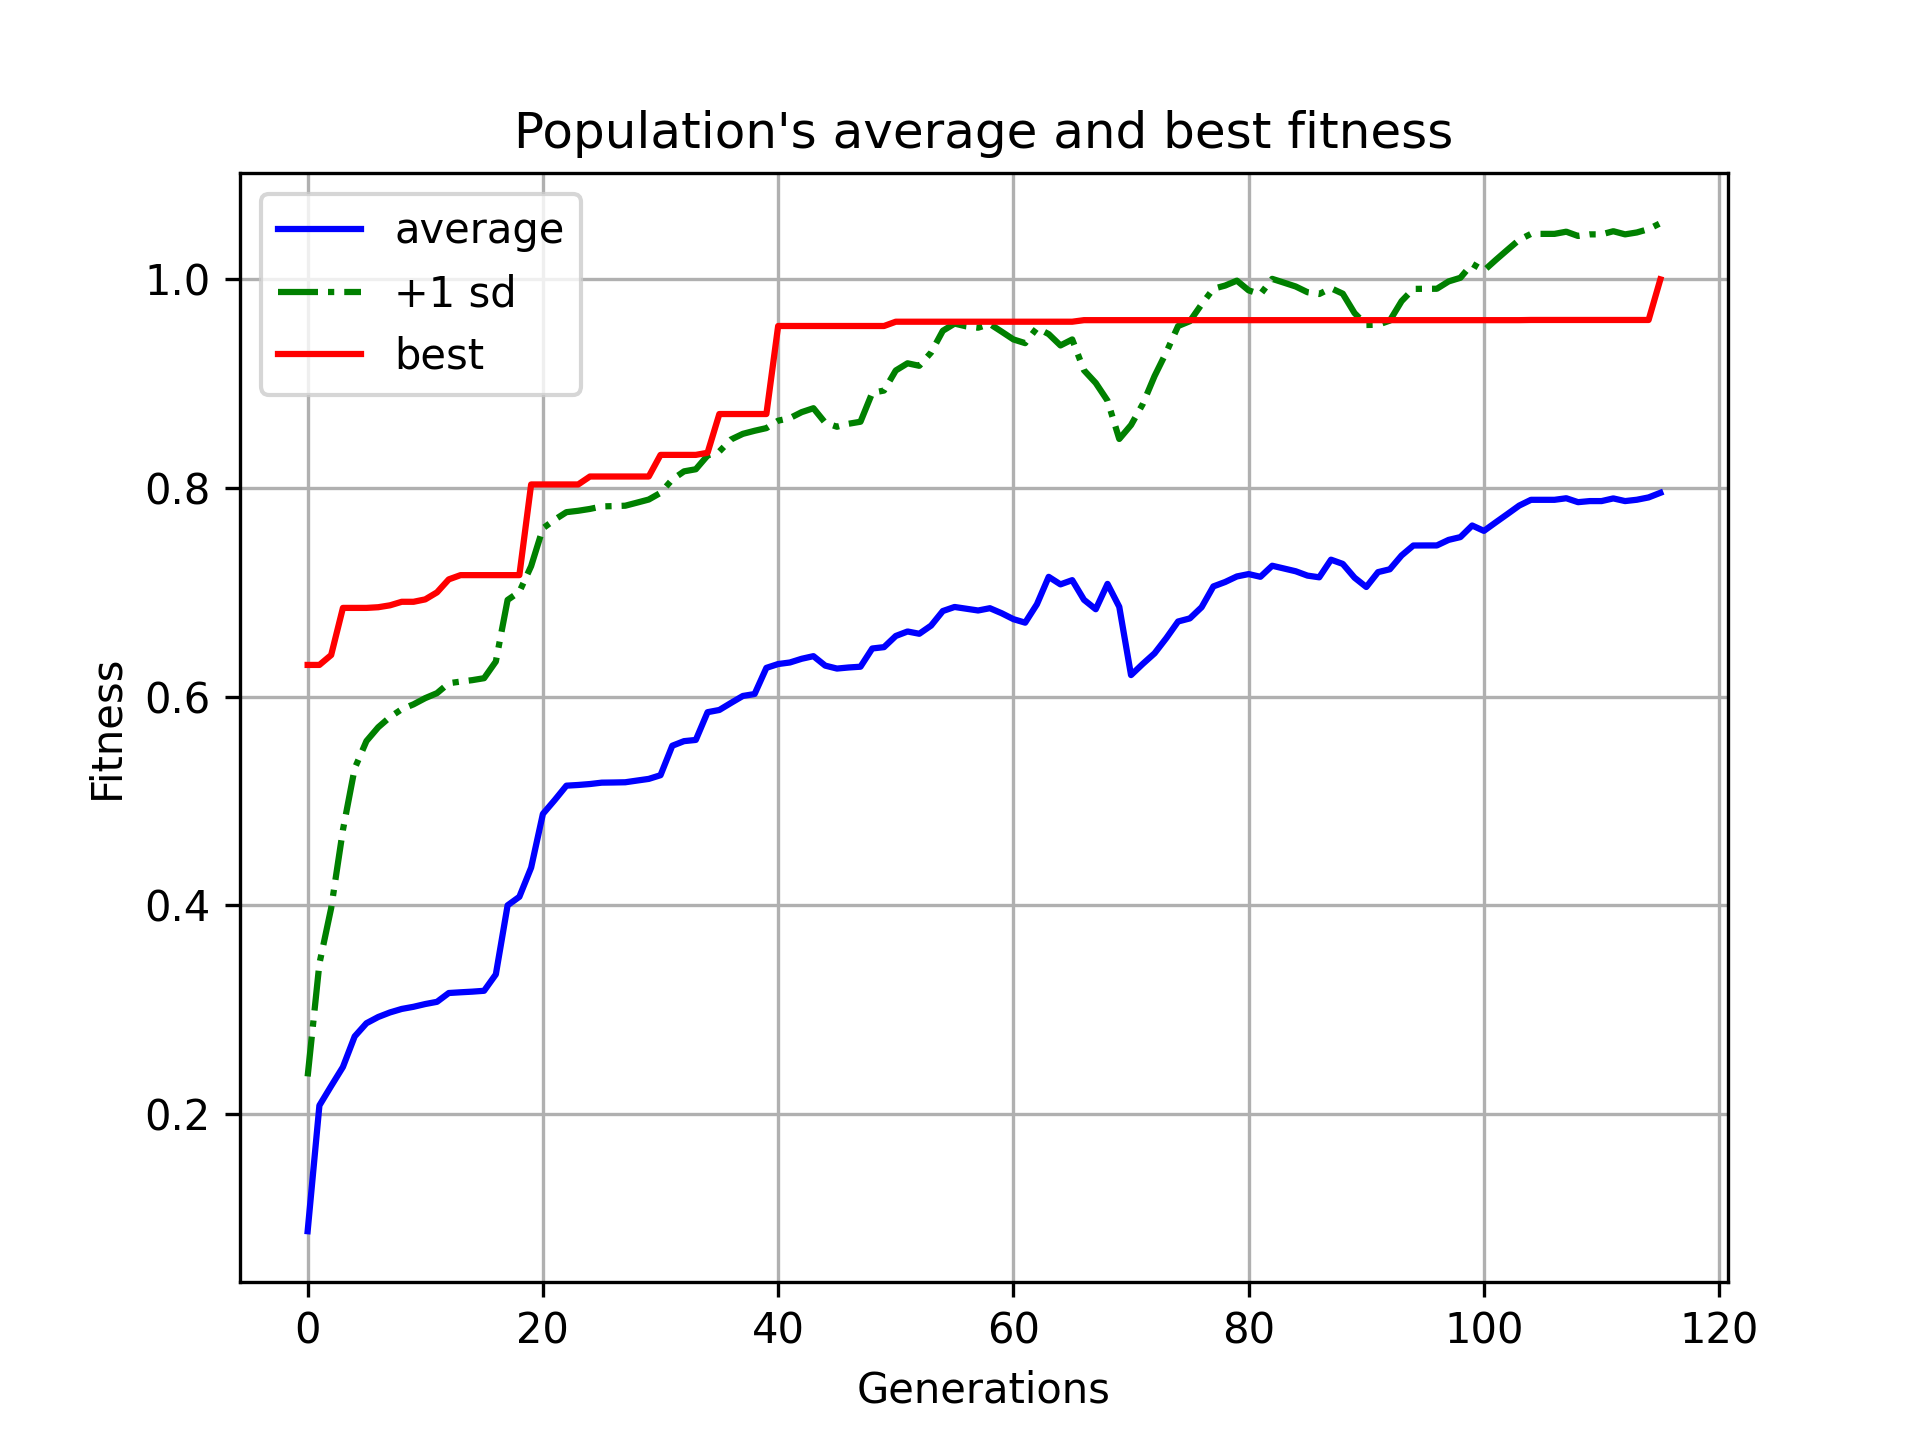 Population's average and best fitness
average
+1 sd
best
1.0
0.8
0.6
0.4
0.2
Fitness
0 20 40 60 80 100 120
Generations